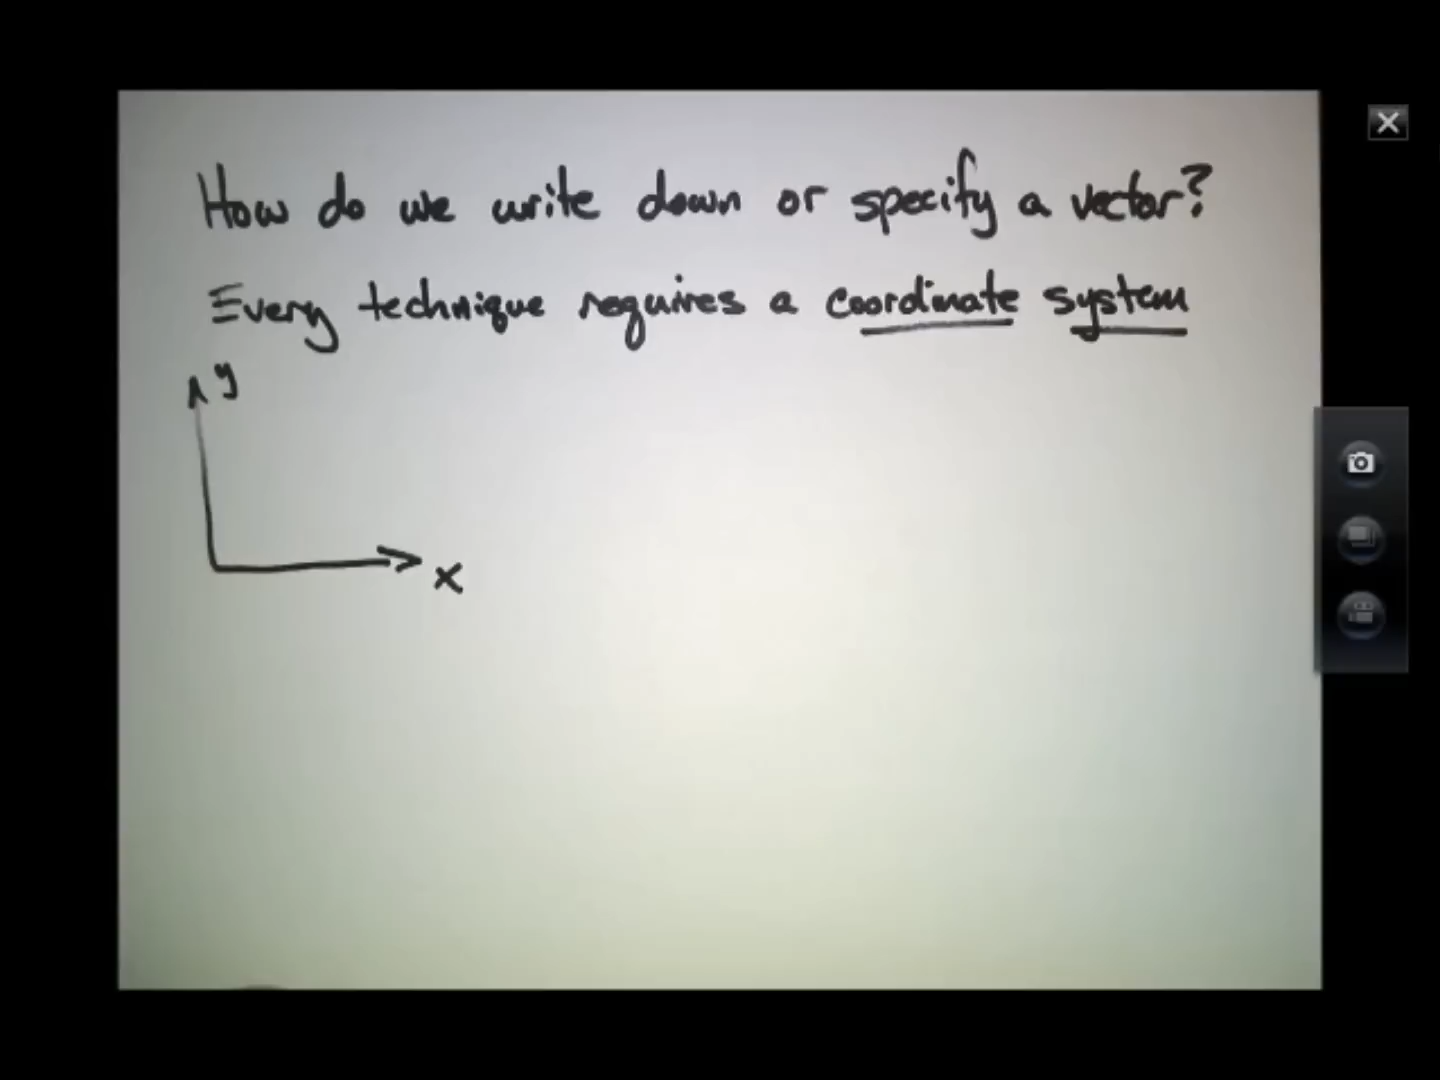 How do we write down or specify a vector?
Every technique requires a coordinate system
y
x